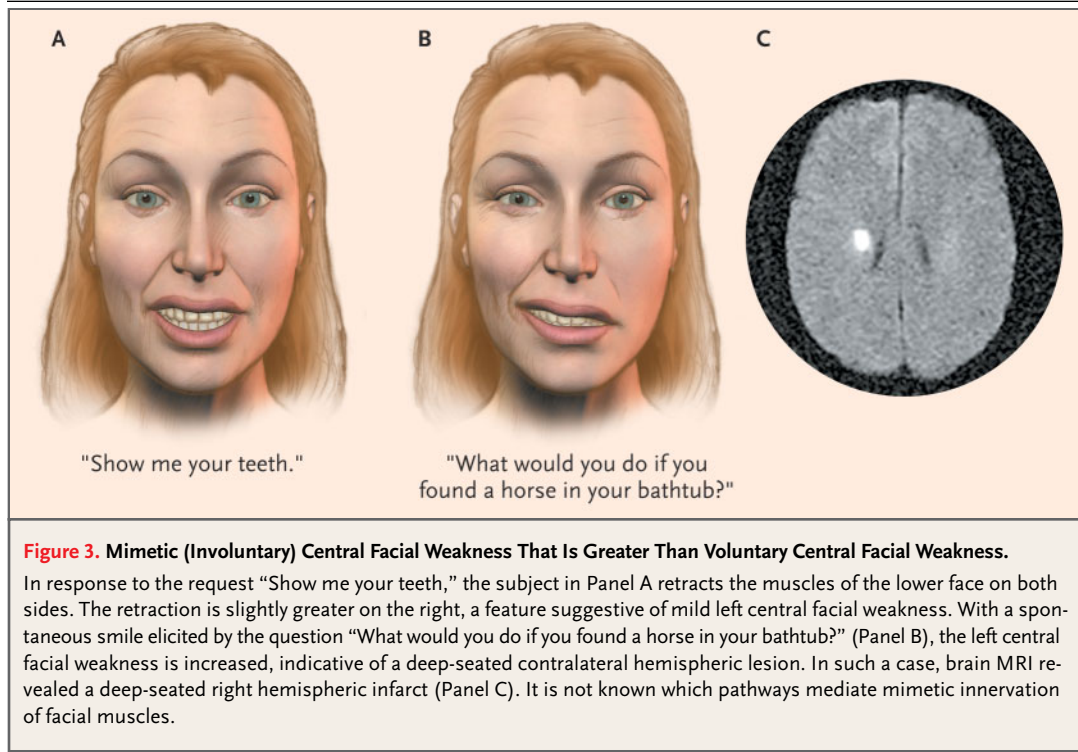 A B C
"Show me your teeth."
"What would you do if you
found a horse in your bathtub?"
Figure 3. Mimetic (Involuntary) Central Facial Weakness That Is Greater Than Voluntary Central Facial Weakness.
In response to the request “Show me your teeth,” the subject in Panel A retracts the muscles of the lower face on both
sides. The retraction is slightly greater on the right, a feature suggestive of mild left central facial weakness. With a spon-
taneous smile elicited by the question “What would you do if you found a horse in your bathtub?” (Panel B), the left central
facial weakness is increased, indicative of a deep-seated contralateral hemispheric lesion. In such a case, brain MRI re-
vealed a deep-seated right hemispheric infarct (Panel C). It is not known which pathways mediate mimetic innervation
of facial muscles.